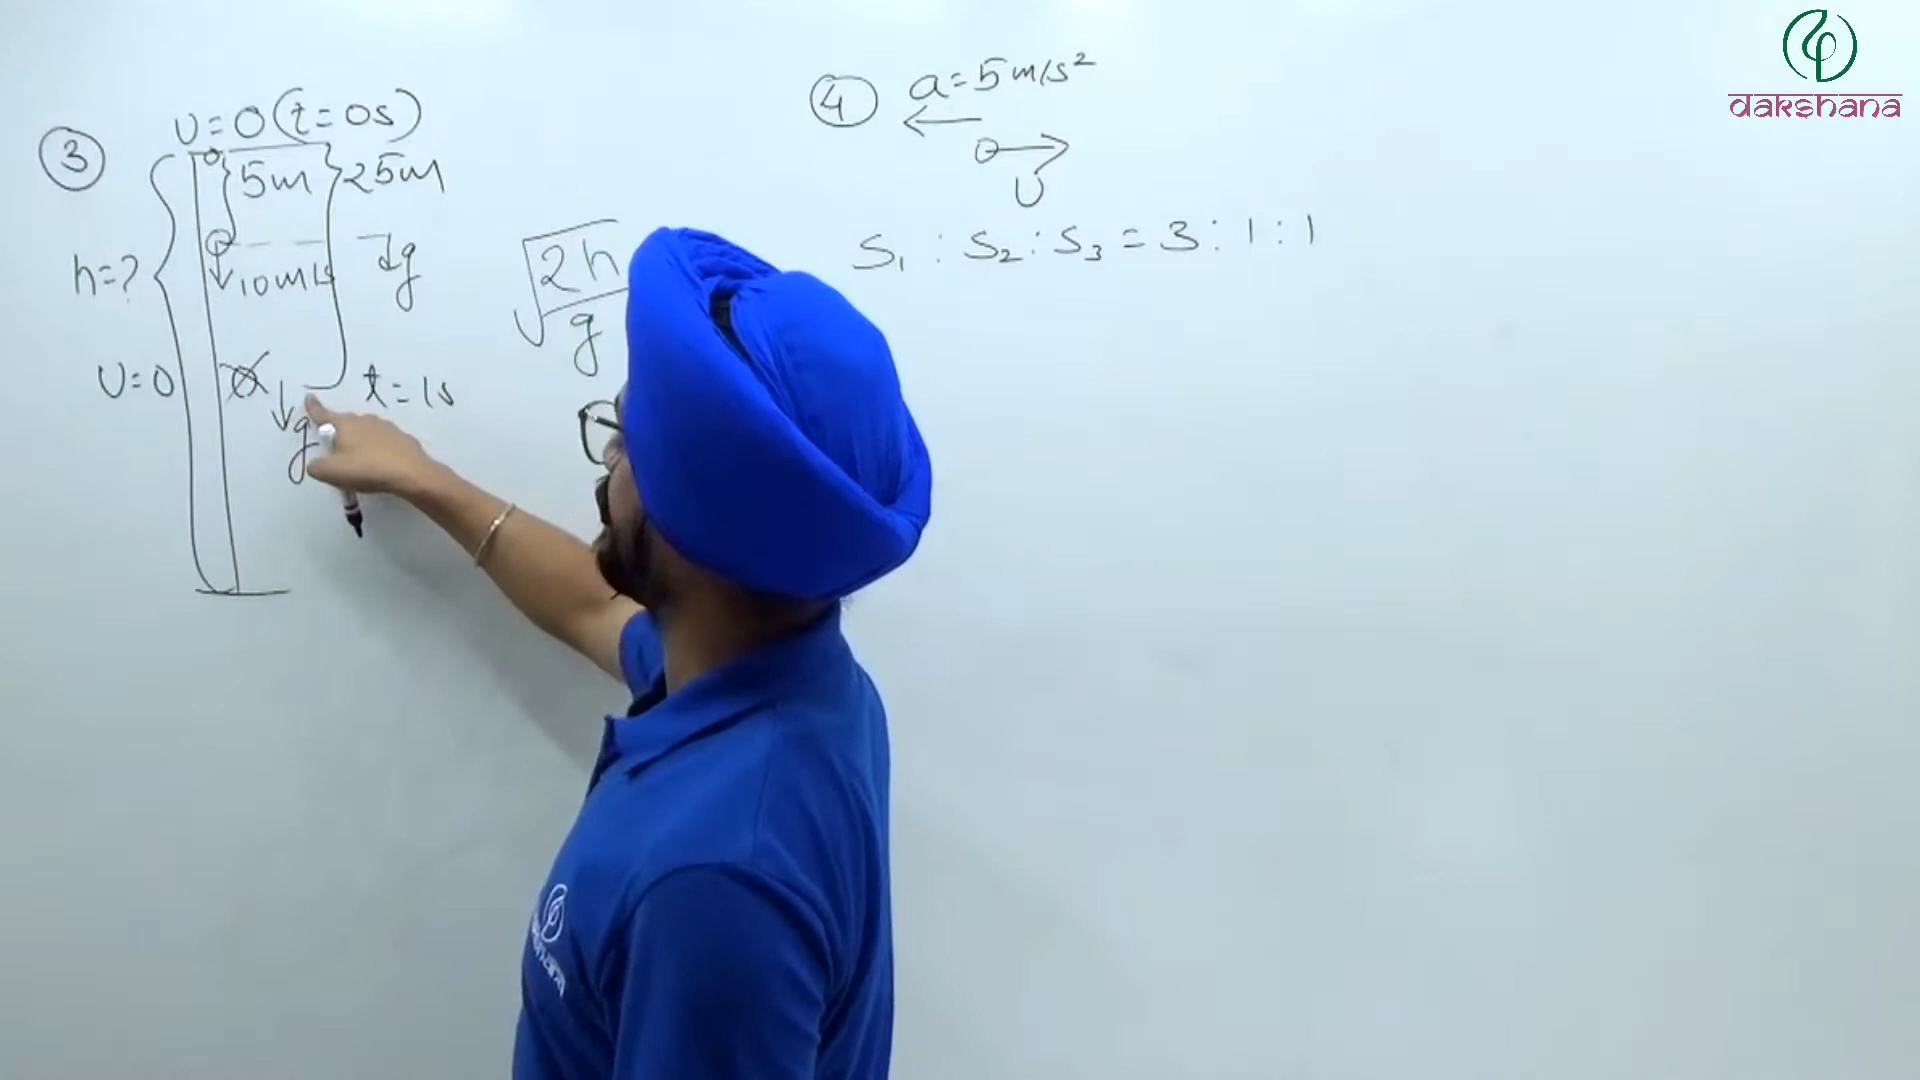 3
u=0(t=0s)
5m
25m
h=?
10m/s
g
u=0
t=1s
g
√2h
g
4
a=5m/s²
u
S₁ : S₂ : S₃ = 3 : 1 : 1
dakshana